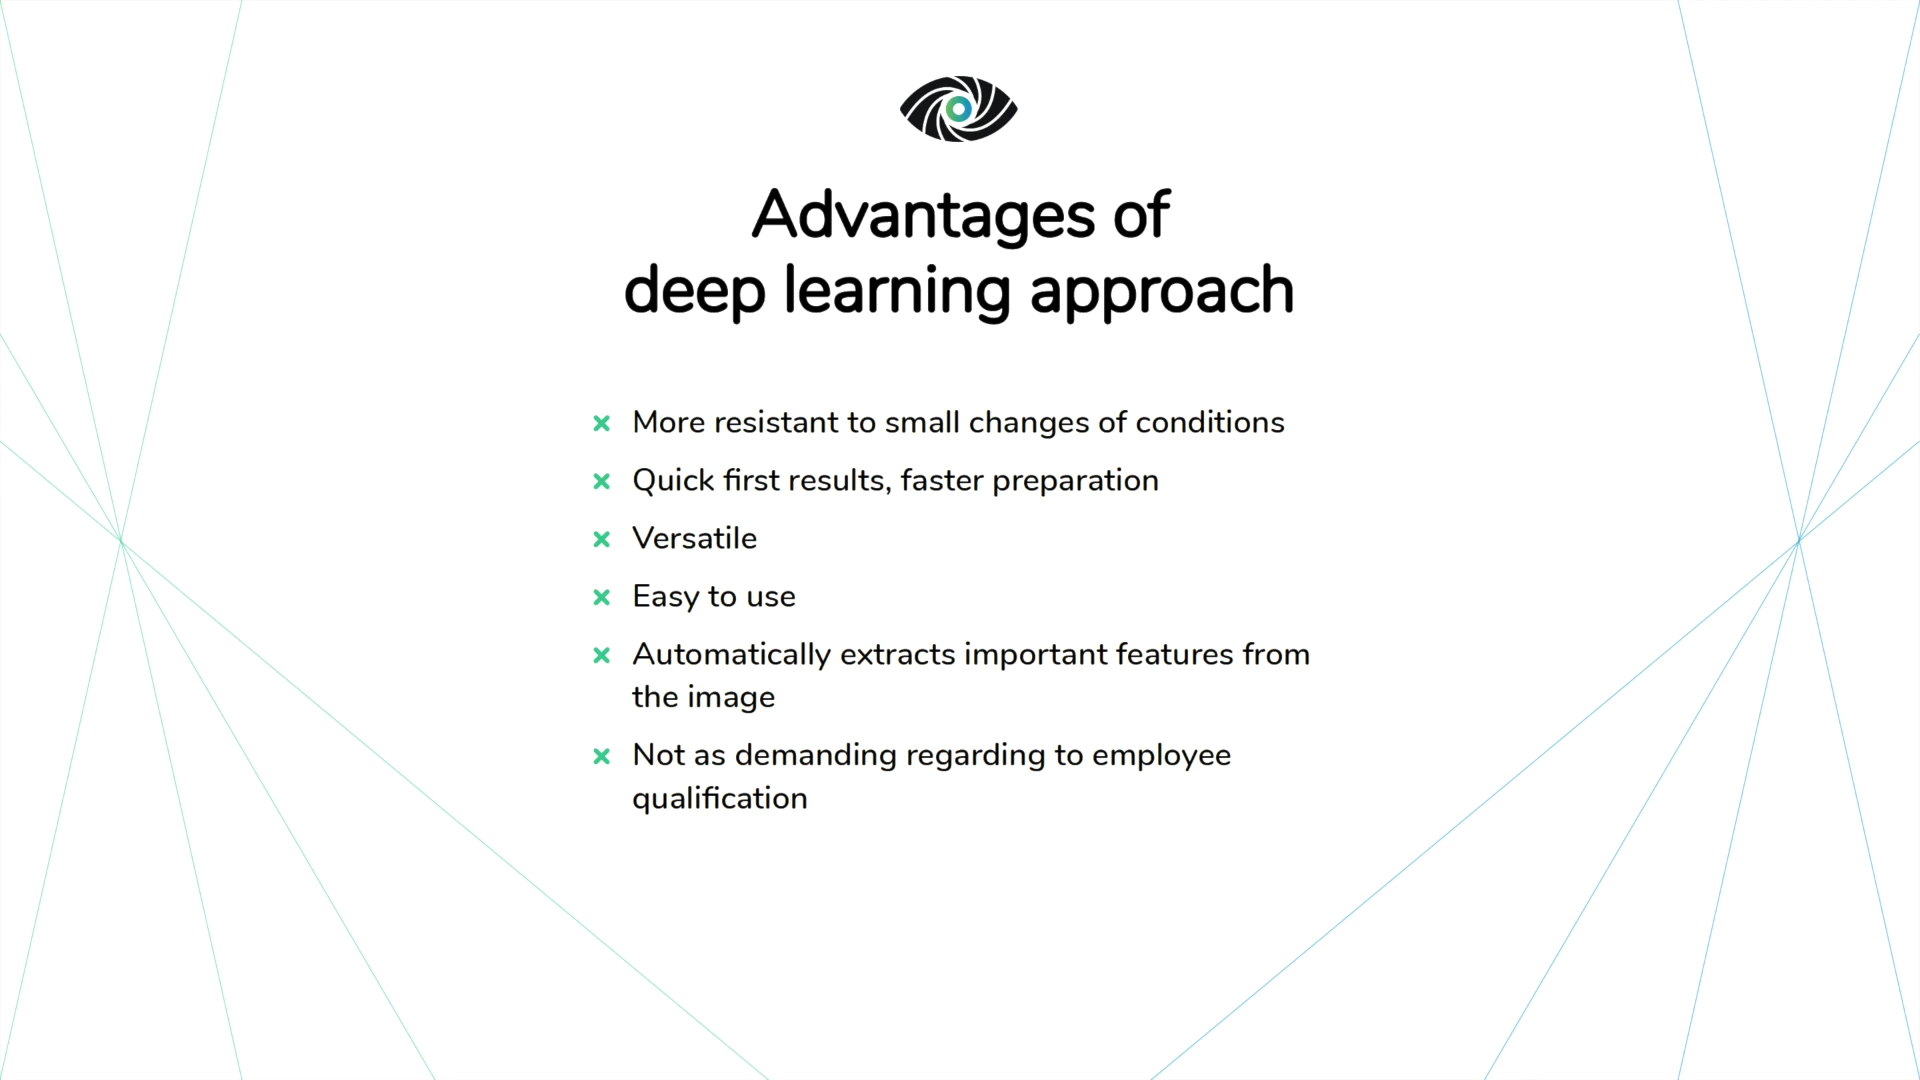 Advantages of
deep learning approach
More resistant to small changes of conditions
Quick first results, faster preparation
Versatile
Easy to use
Automatically extracts important features from
the image
Not as demanding regarding to employee
qualification